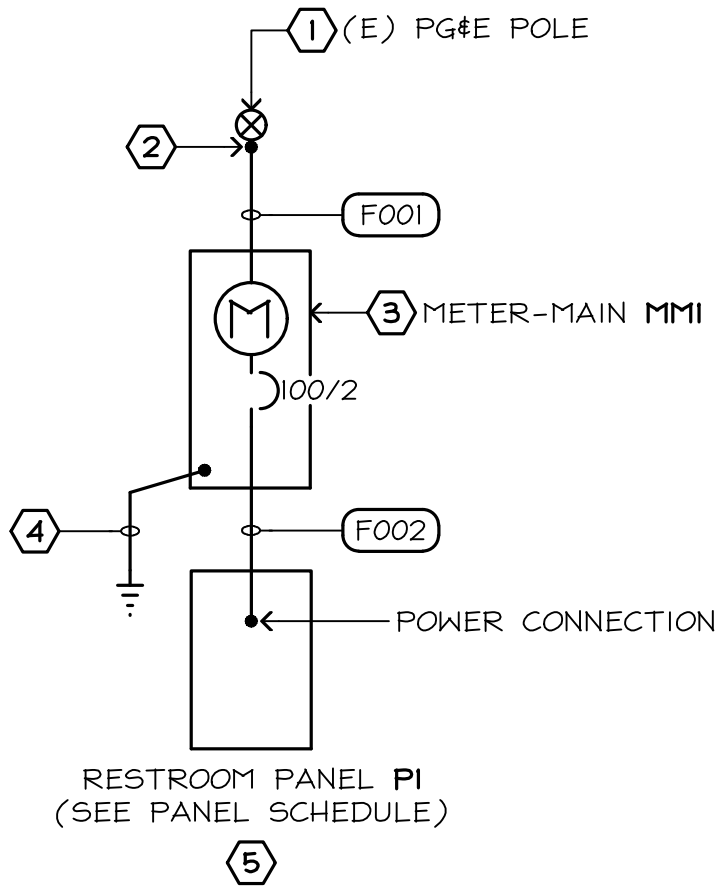 1 (E) PG&E POLE
2
F001
M
3 METER-MAIN MM1
100/2
4
F002
POWER CONNECTION
RESTROOM PANEL P1
(SEE PANEL SCHEDULE)
5